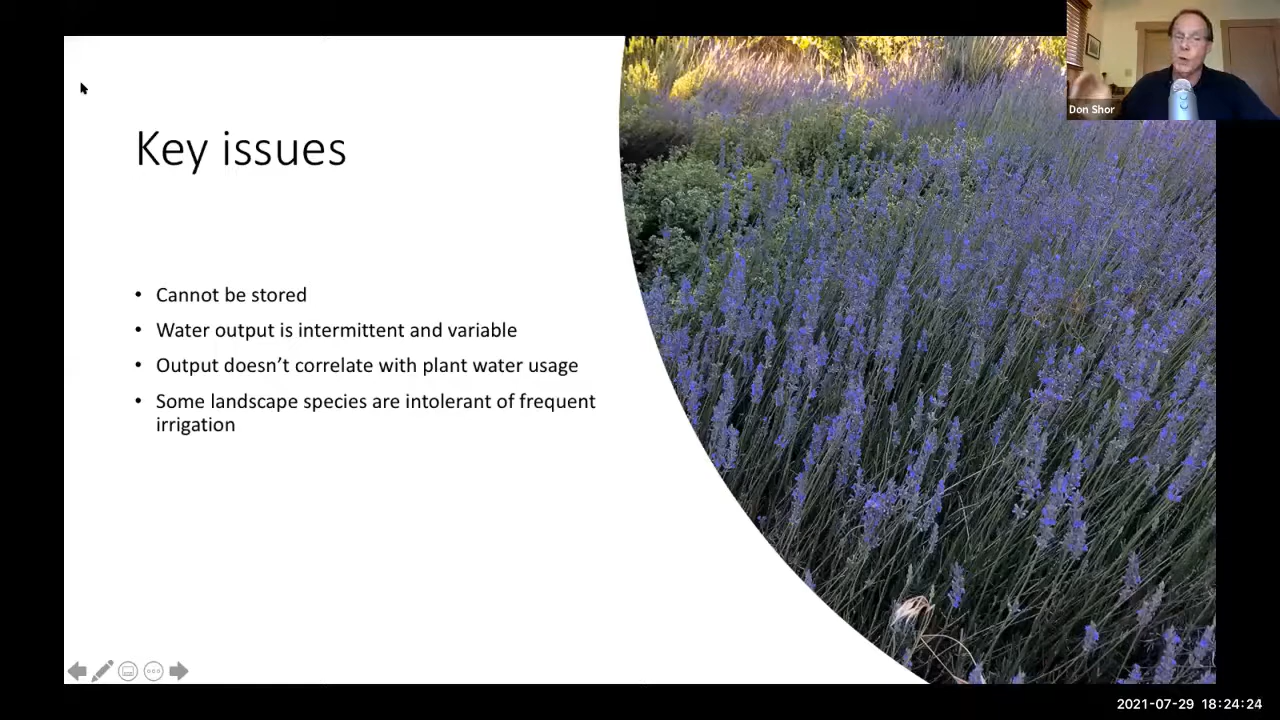 Don Shor
Key issues
• Cannot be stored
• Water output is intermittent and variable
• Output doesn’t correlate with plant water usage
• Some landscape species are intolerant of frequent
irrigation
2021-07-29 18:24:24